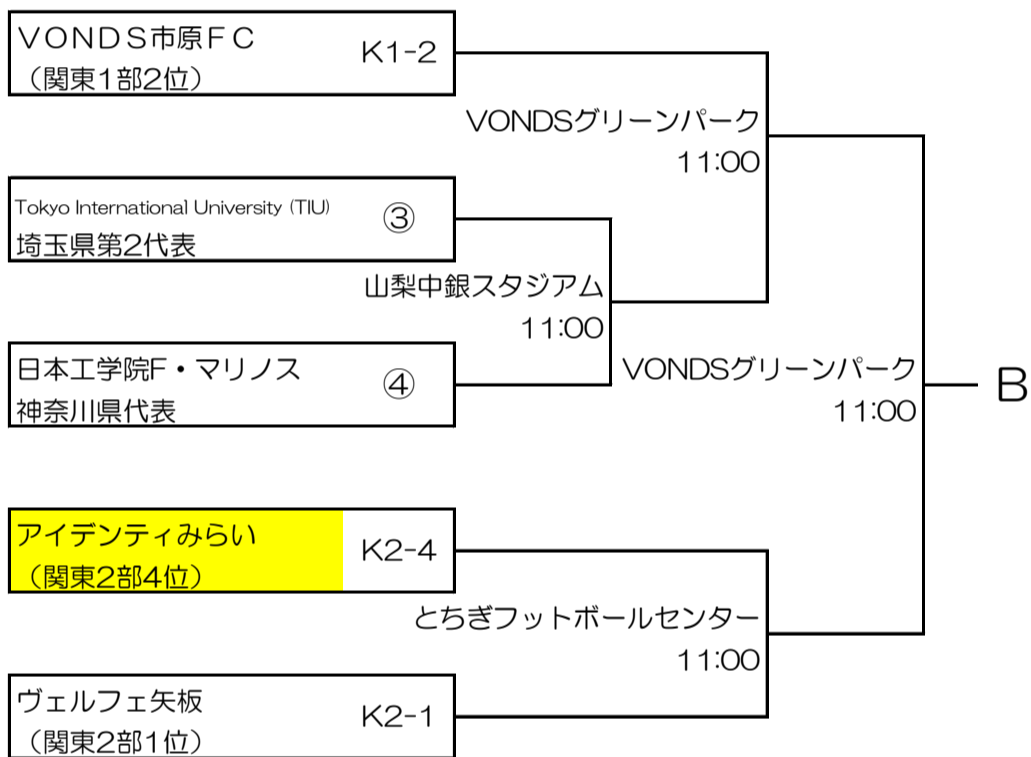 ＶＯＮＤＳ市原ＦＣ
（関東1部2位）
K1-2
VONDSグリーンパーク
11:00
Tokyo International University (TIU)
埼玉県第2代表
③
山梨中銀スタジアム
11:00
日本工学院F・マリノス
神奈川県代表
④
VONDSグリーンパーク
11:00
B
アイデンティみらい
（関東2部4位）
K2-4
とちぎフットボールセンター
11:00
ヴェルフェ矢板
（関東2部1位）
K2-1